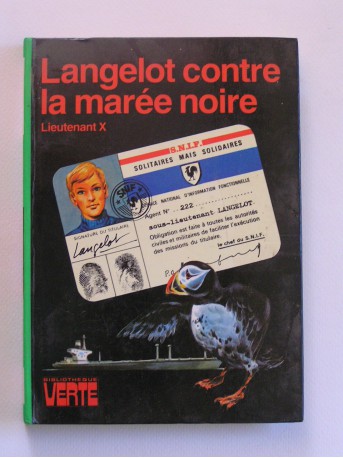 Langelot contre
la marée noire
Lieutenant X
S.N.I.F.
SOLITAIRES MAIS SOLIDAIRES
SNIF
SERVICE NATIONAL D'INFORMATION FONCTIONNELLE
Agent N° 222
sous-lieutenant LANGELOT.
Obligation est faite à toutes les autorités
civiles et militaires de faciliter l'exécution
des missions du titulaire.
le chef du S.N.I.F.
SIGNATURE DU TITULAIRE
Langelot
BIBLIOTHEQUE
VERTE